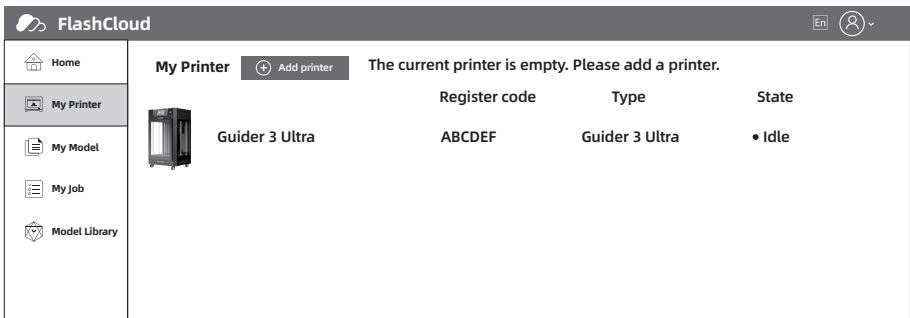 FlashCloud
En
Home
My Printer
My Model
My Job
Model Library
My Printer
Add printer
The current printer is empty. Please add a printer.
Register code Type State
Guider 3 Ultra ABCDEF Guider 3 Ultra • Idle